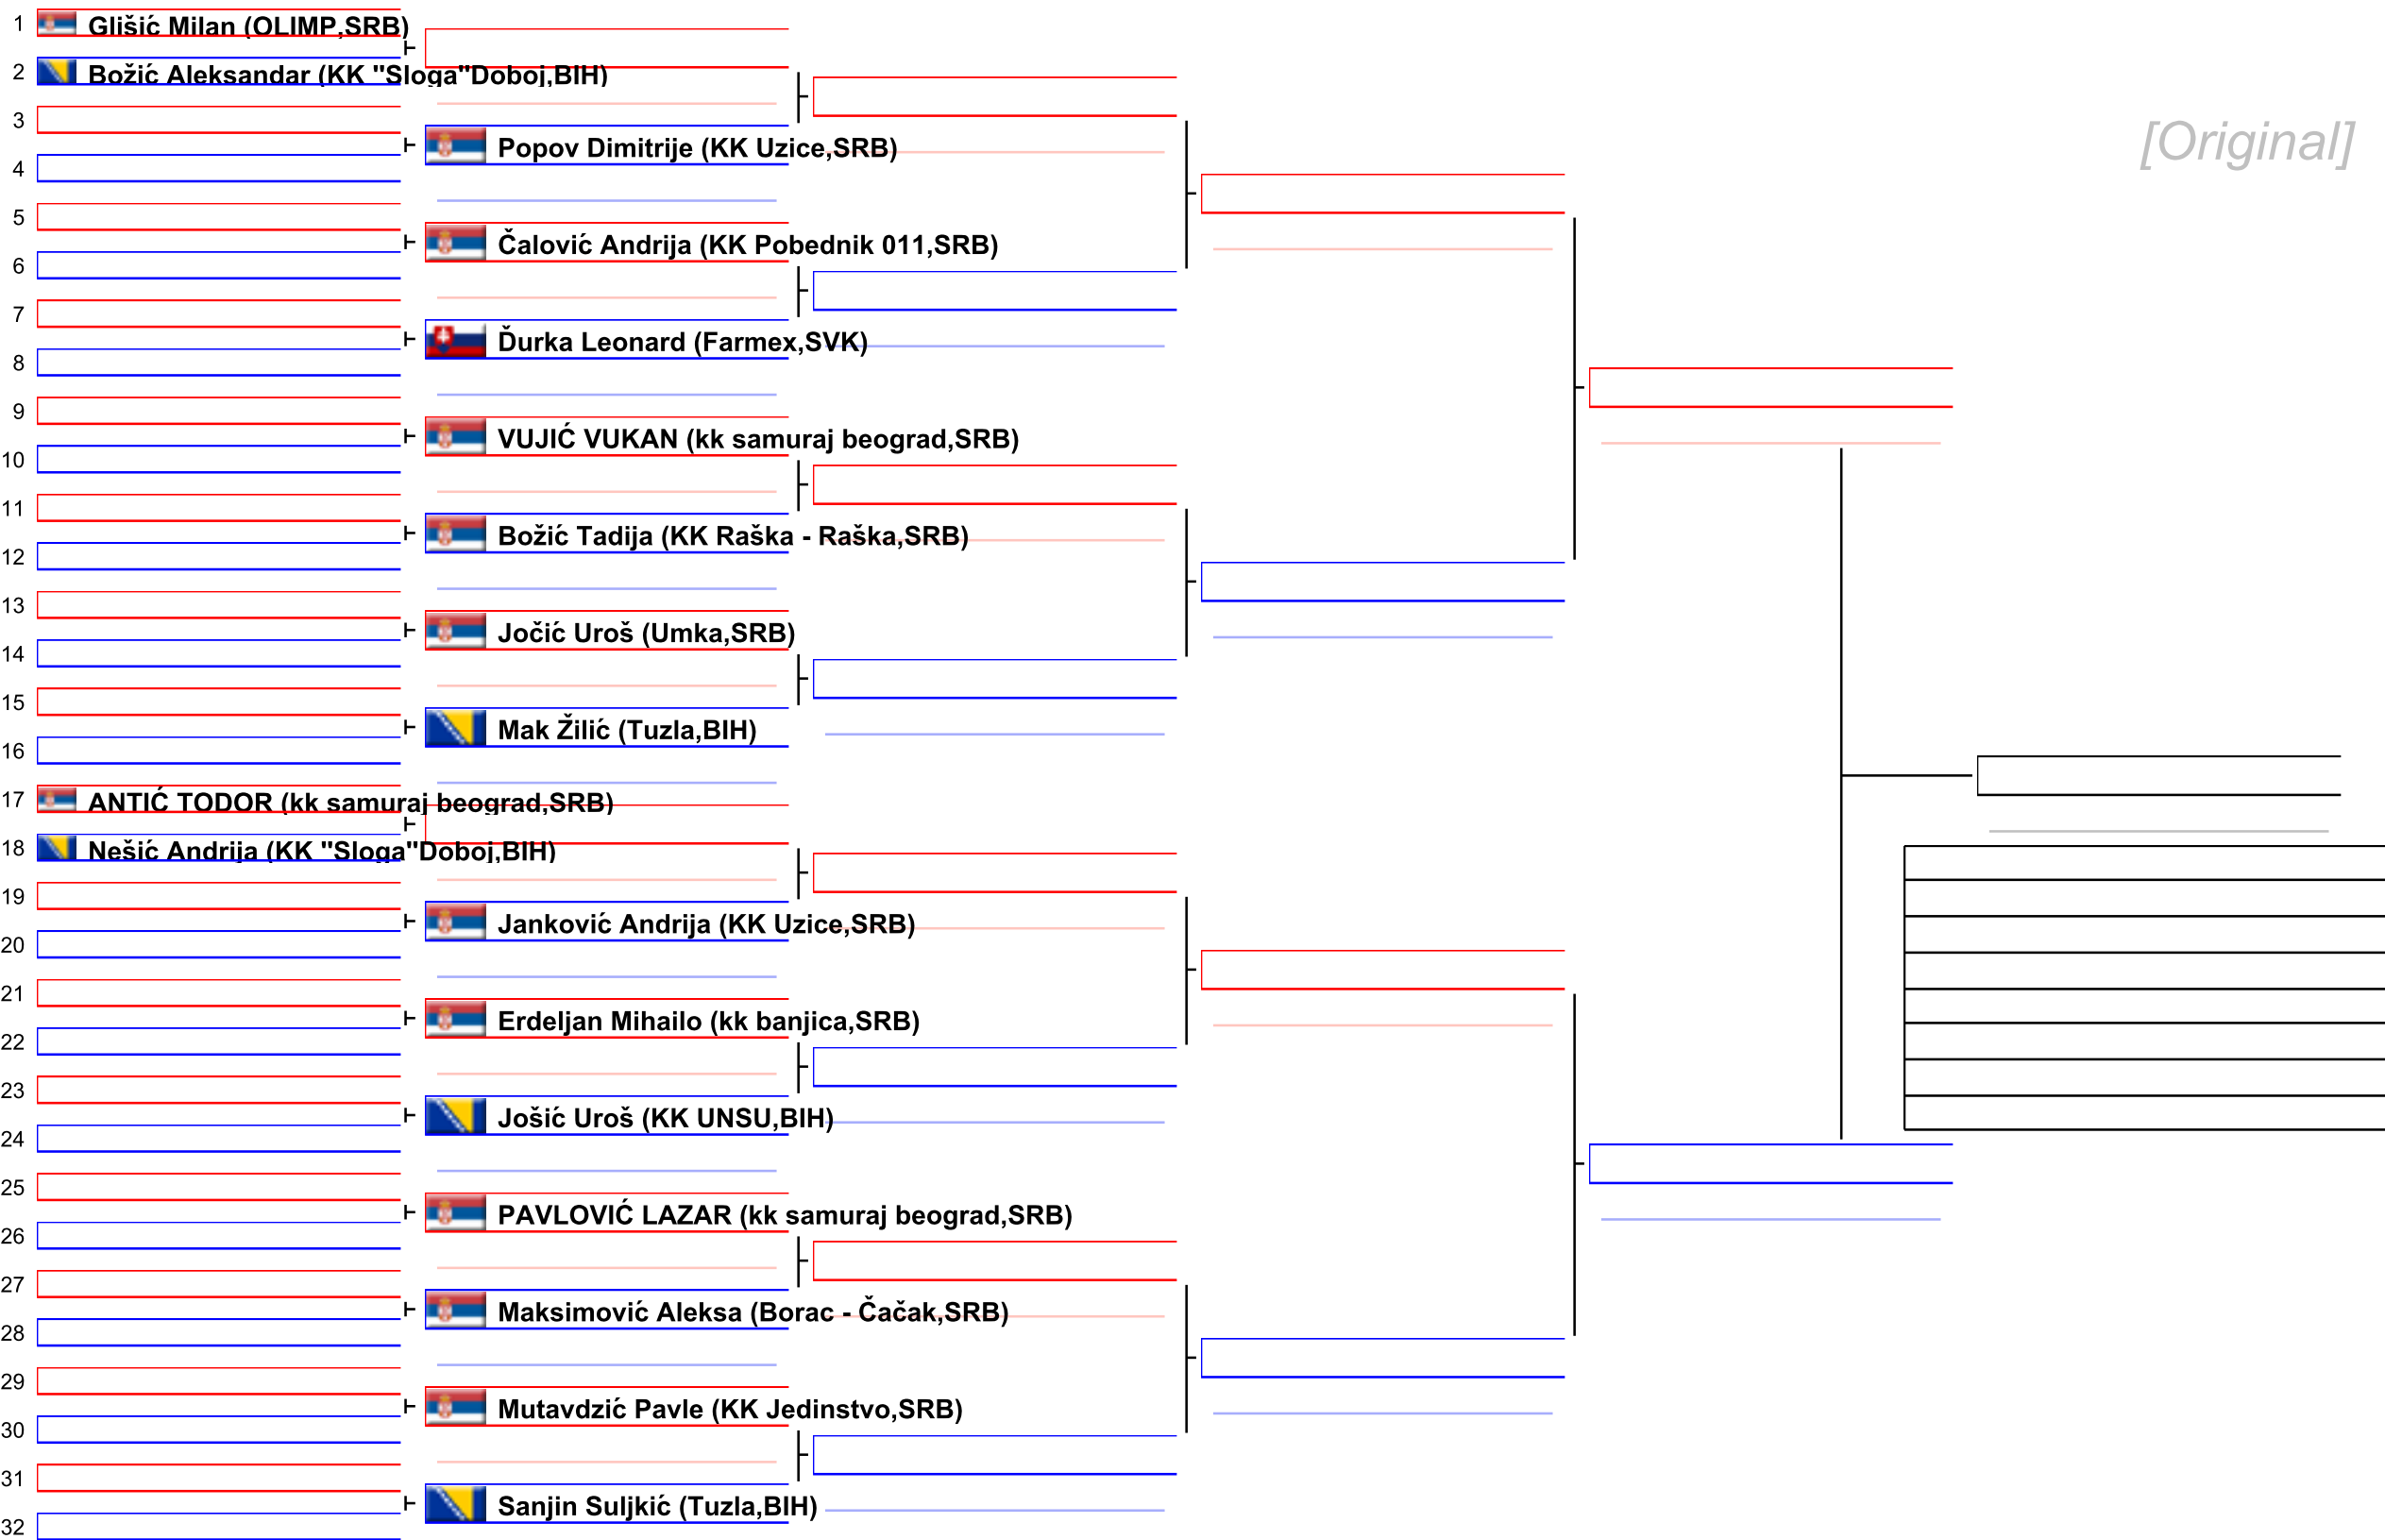 1 Glišić Milan (OLIMP,SRB)
2 Božić Aleksandar (KK "Sloga"Doboj,BIH)
3
[Original]
Popov Dimitrije (KK Uzice,SRB)
4
5
Čalović Andrija (KK Pobednik 011,SRB)
6
7
Ďurka Leonard (Farmex,SVK)
8
9
VUJIĆ VUKAN (kk samuraj beograd,SRB)
10
11
Božić Tadija (KK Raška - Raška,SRB)
12
13
Jočić Uroš (Umka,SRB)
14
15
Mak Žilić (Tuzla,BIH)
16
17 ANTIĆ TODOR (kk samuraj beograd,SRB)
18 Nešić Andrija (KK "Sloga"Doboj,BIH)
19
Janković Andrija (KK Uzice,SRB)
20
21
Erdeljan Mihailo (kk banjica,SRB)
22
23
Jošić Uroš (KK UNSU,BIH)
24
25
PAVLOVIĆ LAZAR (kk samuraj beograd,SRB)
26
27
Maksimović Aleksa (Borac - Čačak,SRB)
28
29
Mutavdzić Pavle (KK Jedinstvo,SRB)
30
31
Sanjin Suljkić (Tuzla,BIH)
32